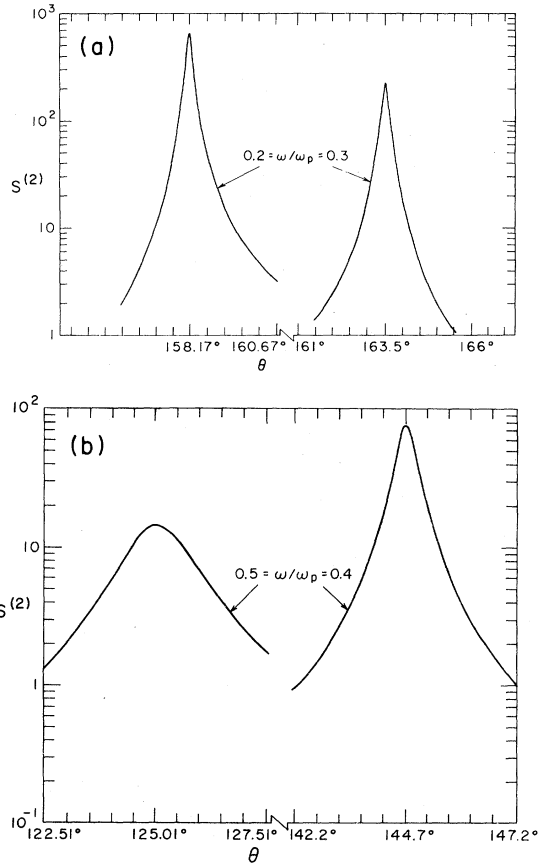 10³
(a)
10²
0.2 = ω/ωₚ = 0.3
S⁽²⁾
10
1
158.17° 160.67° 161° 163.5° 166°
θ
10²
(b)
10
0.5 = ω/ωₚ = 0.4
S⁽²⁾
1
10⁻¹
122.51° 125.01° 127.51° 142.2° 144.7° 147.2°
θ